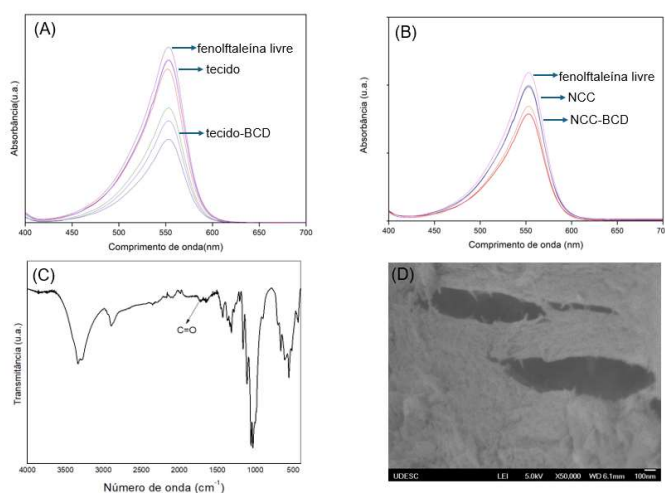 (A)
fenolftaleína livre
tecido
tecido-BCD
Absorbância(u.a.)
400 450 500 550 600 650 700
Comprimento de onda(nm)
(B)
fenolftaleína livre
NCC
NCC-BCD
Absorbância (u.a.)
400 450 500 550 600 650 700
Comprimento de onda (nm)
(C)
C=O
Transmitância (u.a.)
4000 3500 3000 2500 2000 1500 1000 500
Número de onda (cm⁻¹)
(D)
UDESC LEI 5.0kV X50,000 WD 6.1mm 100nm